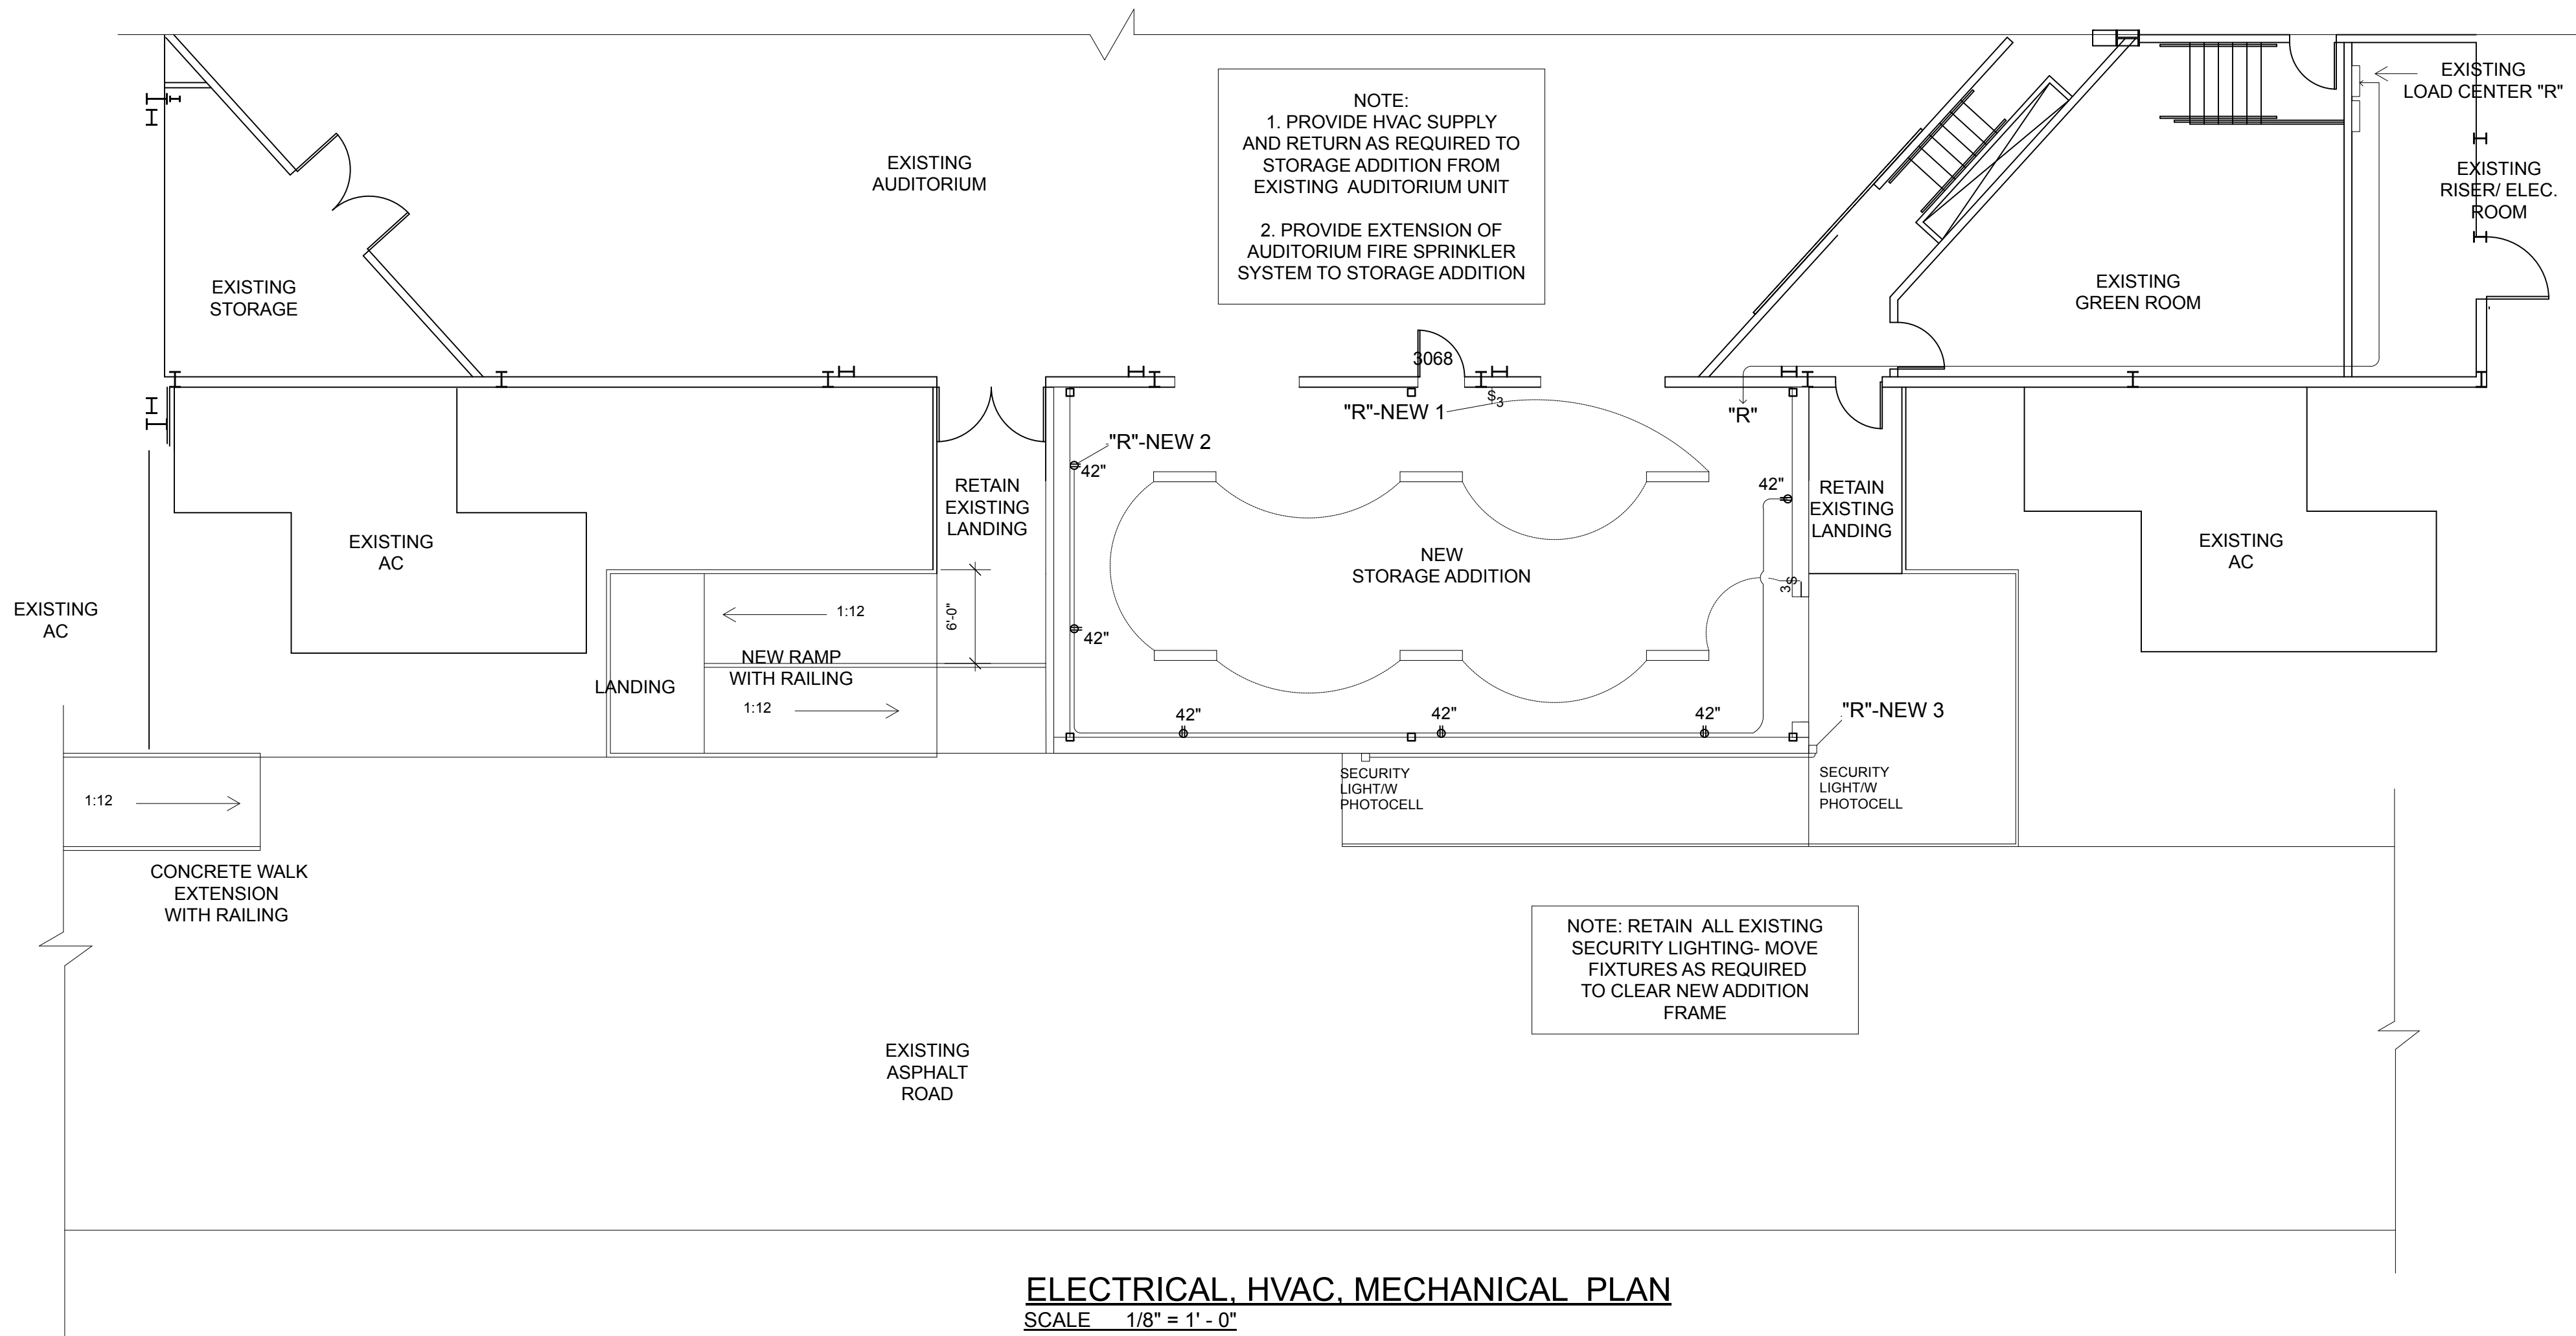 EXISTING
LOAD CENTER "R"
NOTE:
1. PROVIDE HVAC SUPPLY
AND RETURN AS REQUIRED TO
STORAGE ADDITION FROM
EXISTING AUDITORIUM UNIT
2. PROVIDE EXTENSION OF
AUDITORIUM FIRE SPRINKLER
SYSTEM TO STORAGE ADDITION
EXISTING
AUDITORIUM
EXISTING
RISER/ ELEC.
ROOM
EXISTING
STORAGE
EXISTING
GREEN ROOM
3068
$3
"R"-NEW 1
"R"
"R"-NEW 2
42"
42"
RETAIN
EXISTING
LANDING
RETAIN
EXISTING
LANDING
EXISTING
AC
NEW
STORAGE ADDITION
EXISTING
AC
$3
EXISTING
AC
1:12
6'-0"
42"
NEW RAMP
WITH RAILING
LANDING
1:12
42"
42"
42"
"R"-NEW 3
SECURITY
LIGHT/W
PHOTOCELL
SECURITY
LIGHT/W
PHOTOCELL
1:12
CONCRETE WALK
EXTENSION
WITH RAILING
NOTE: RETAIN ALL EXISTING
SECURITY LIGHTING- MOVE
FIXTURES AS REQUIRED
TO CLEAR NEW ADDITION
FRAME
EXISTING
ASPHALT
ROAD
ELECTRICAL, HVAC, MECHANICAL PLAN
SCALE 1/8" = 1' - 0"